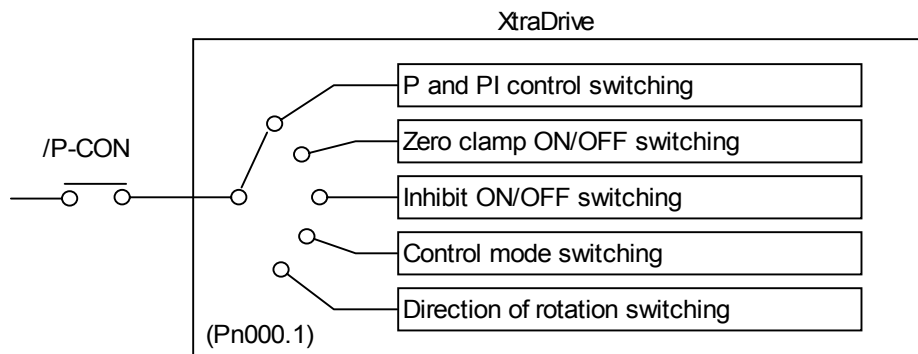 XtraDrive
P and PI control switching
/P-CON
Zero clamp ON/OFF switching
Inhibit ON/OFF switching
Control mode switching
Direction of rotation switching
(Pn000.1)